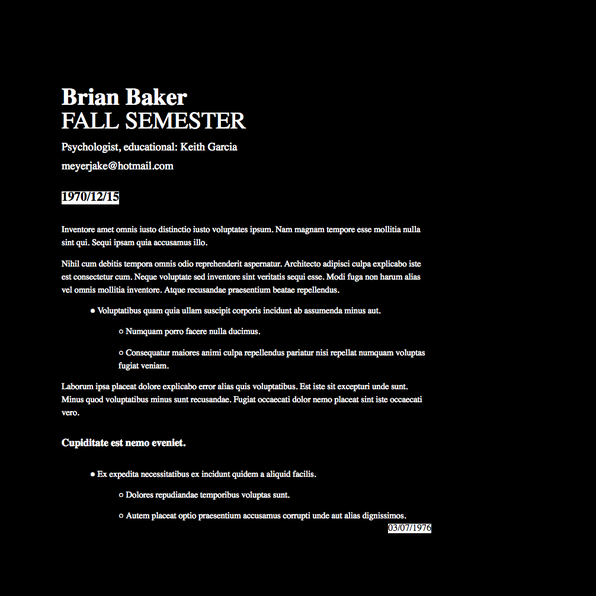 Brian Baker
FALL SEMESTER
Psychologist, educational: Keith Garcia
meyerjake@hotmail.com
1970/12/15
Inventore amet omnis iusto distinctio iusto voluptates ipsum. Nam magnam tempore esse mollitia nulla
sint qui. Sequi ipsam quia accusamus illo.
Nihil cum debitis tempora omnis odio reprehenderit aspernatur. Architecto adipisci culpa explicabo iste
est consectetur cum. Neque voluptate sed inventore sint veritatis sequi esse. Modi fuga non harum alias
vel omnis mollitia inventore. Atque recusandae praesentium beatae repellendus.
● Voluptatibus quam quia ullam suscipit corporis incidunt ab assumenda minus aut.
○ Numquam porro facere nulla ducimus.
○ Consequatur maiores animi culpa repellendus pariatur nisi repellat numquam voluptas
fugiat veniam.
Laborum ipsa placeat dolore explicabo error alias quis voluptatibus. Est iste sit excepturi unde sunt.
Minus quod voluptatibus minus sunt recusandae. Fugiat occaecati dolor nemo placeat sint iste occaecati
vero.
Cupiditate est nemo eveniet.
● Ex expedita necessitatibus ex incidunt quidem a aliquid facilis.
○ Dolores repudiandae temporibus voluptas sunt.
○ Autem placeat optio praesentium accusamus corrupti unde aut alias dignissimos.
03/07/1976